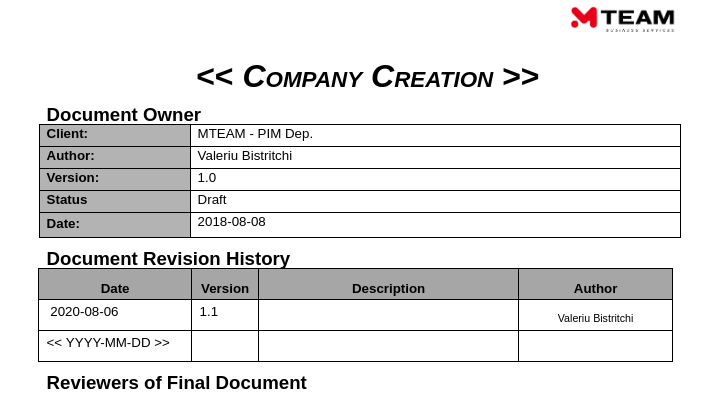 MTEAM
BUSINESS SERVICES
<< COMPANY CREATION >>
Document Owner
Client: MTEAM - PIM Dep.
Author: Valeriu Bistritchi
Version: 1.0
Status Draft
Date: 2018-08-08
Document Revision History
Date Version Description Author
2020-08-06 1.1 Valeriu Bistritchi
<< YYYY-MM-DD >>
Reviewers of Final Document